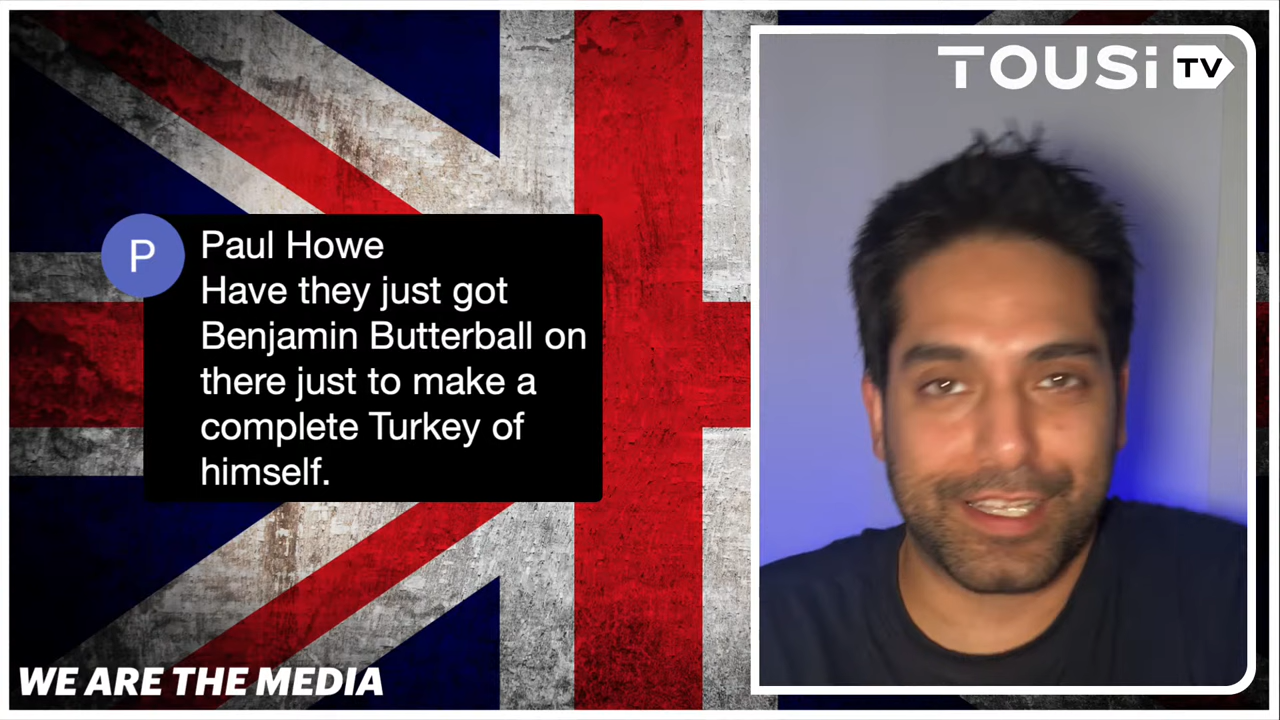 TOUSi TV
P
Paul Howe
Have they just got
Benjamin Butterball on
there just to make a
complete Turkey of
himself.
WE ARE THE MEDIA